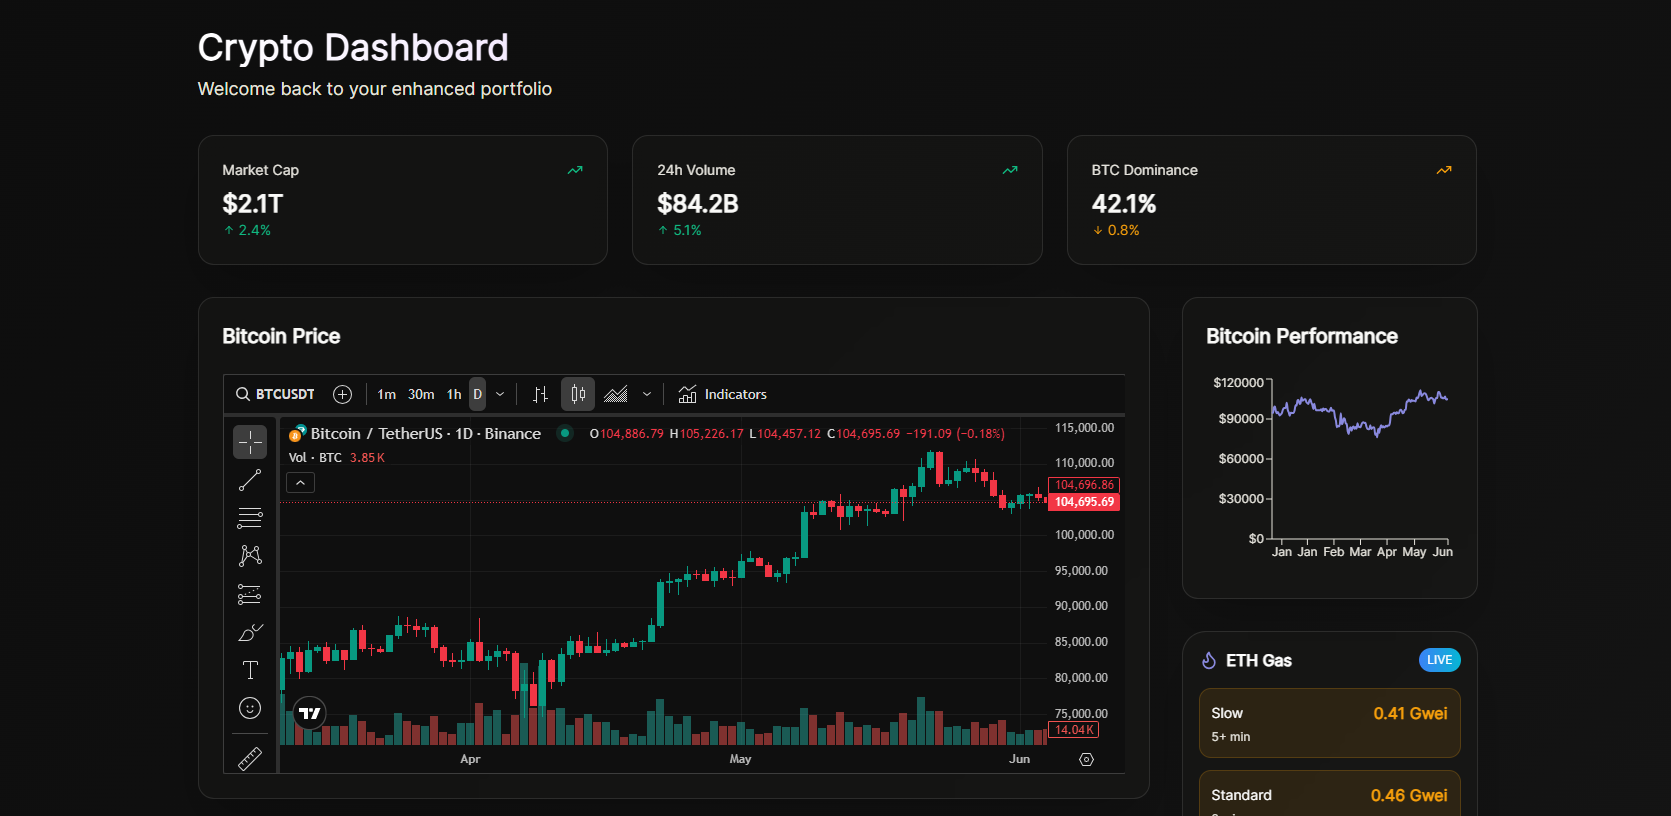 Crypto Dashboard
Welcome back to your enhanced portfolio
Market Cap
$2.1T
↑ 2.4%
24h Volume
$84.2B
↑ 5.1%
BTC Dominance
42.1%
↓ 0.8%
Bitcoin Price
BTCUSDT 1m 30m 1h D Indicators
Bitcoin / TetherUS · 1D · Binance O104,886.79 H105,226.17 L104,457.12 C104,695.69 −191.09 (−0.18%)
Vol · BTC 3.85K
115,000.00
110,000.00
104,696.86
104,695.69
100,000.00
95,000.00
90,000.00
85,000.00
80,000.00
75,000.00
14.04K
Apr May Jun
Bitcoin Performance
$120000
$90000
$60000
$30000
$0
Jan Jan Feb Mar Apr May Jun
ETH Gas LIVE
Slow 0.41 Gwei
5+ min
Standard 0.46 Gwei